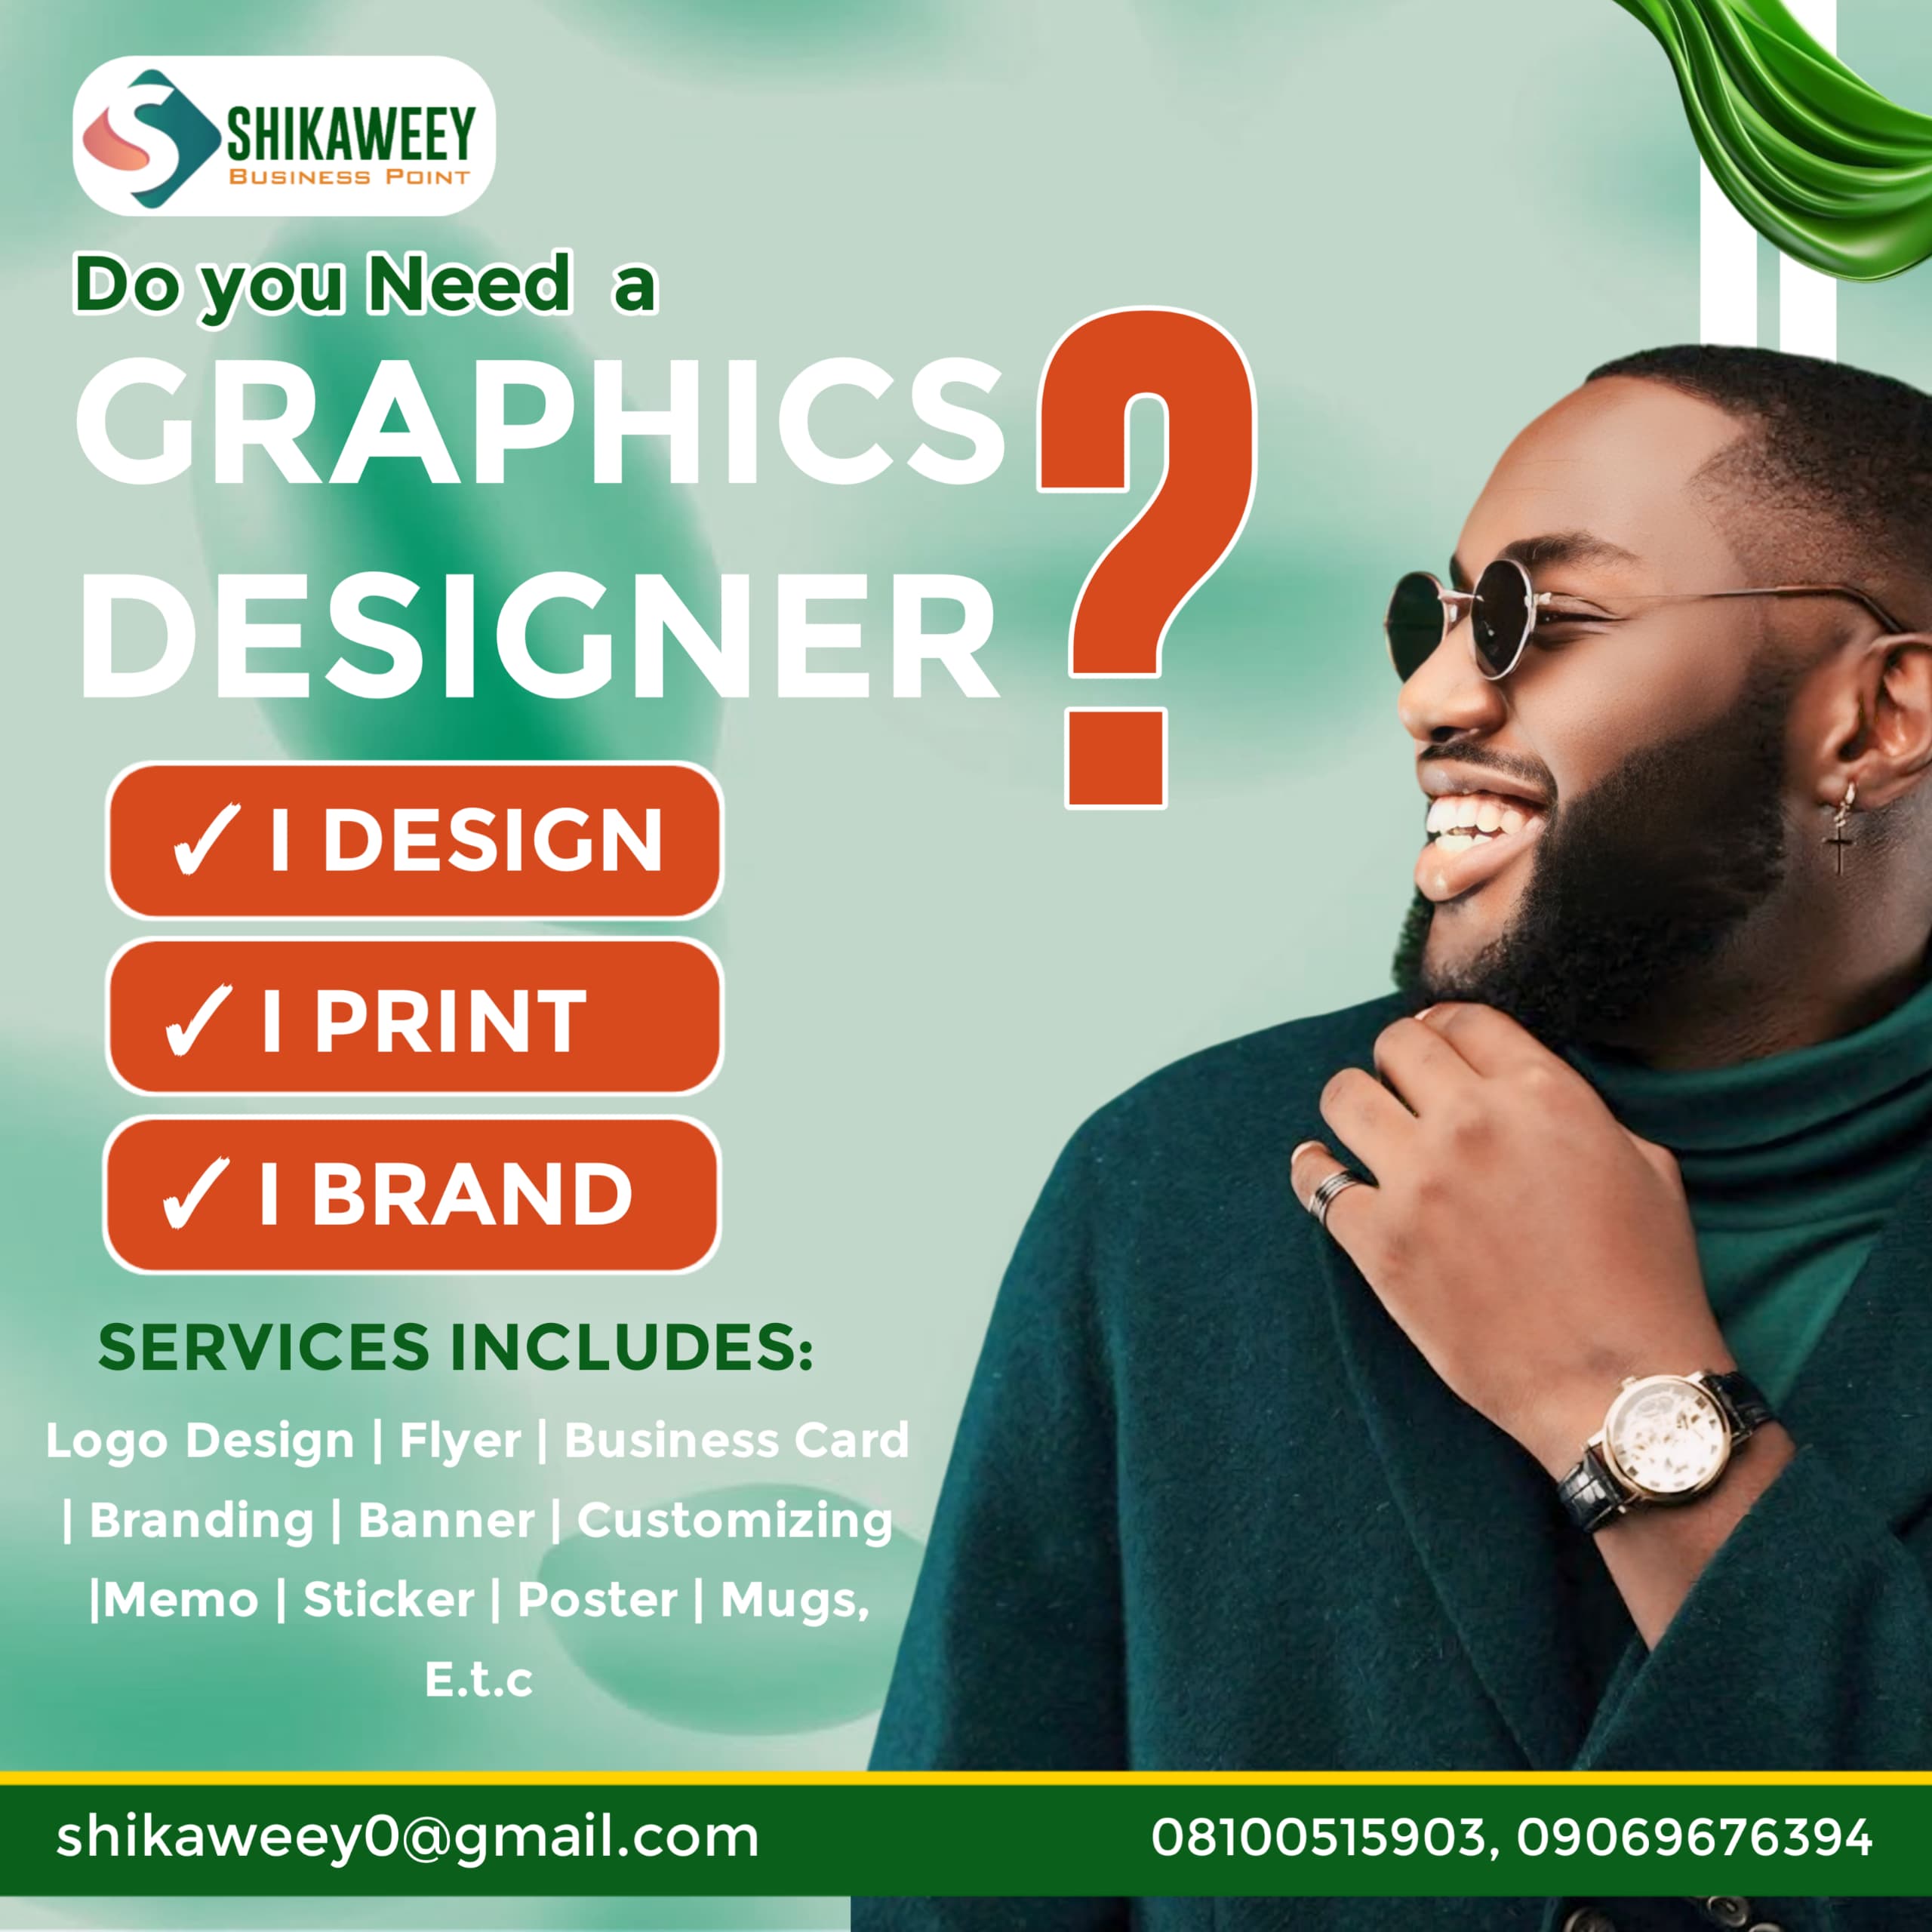 SHIKAWEEY
BUSINESS POINT
Do you Need a
GRAPHICS
DESIGNER
?
✓ I DESIGN
✓ I PRINT
✓ I BRAND
SERVICES INCLUDES:
Logo Design | Flyer | Business Card
| Branding | Banner | Customizing
|Memo | Sticker | Poster | Mugs,
E.t.c
shikaweey0@gmail.com
08100515903, 09069676394